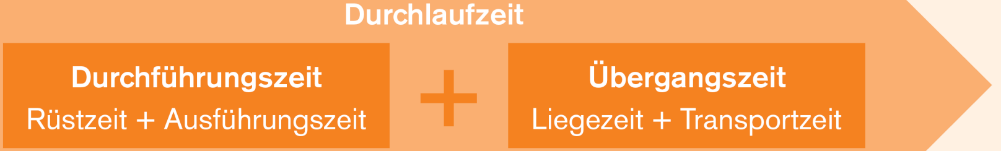 Durchlaufzeit
Durchführungszeit
Rüstzeit + Ausführungszeit
+
Übergangszeit
Liegezeit + Transportzeit